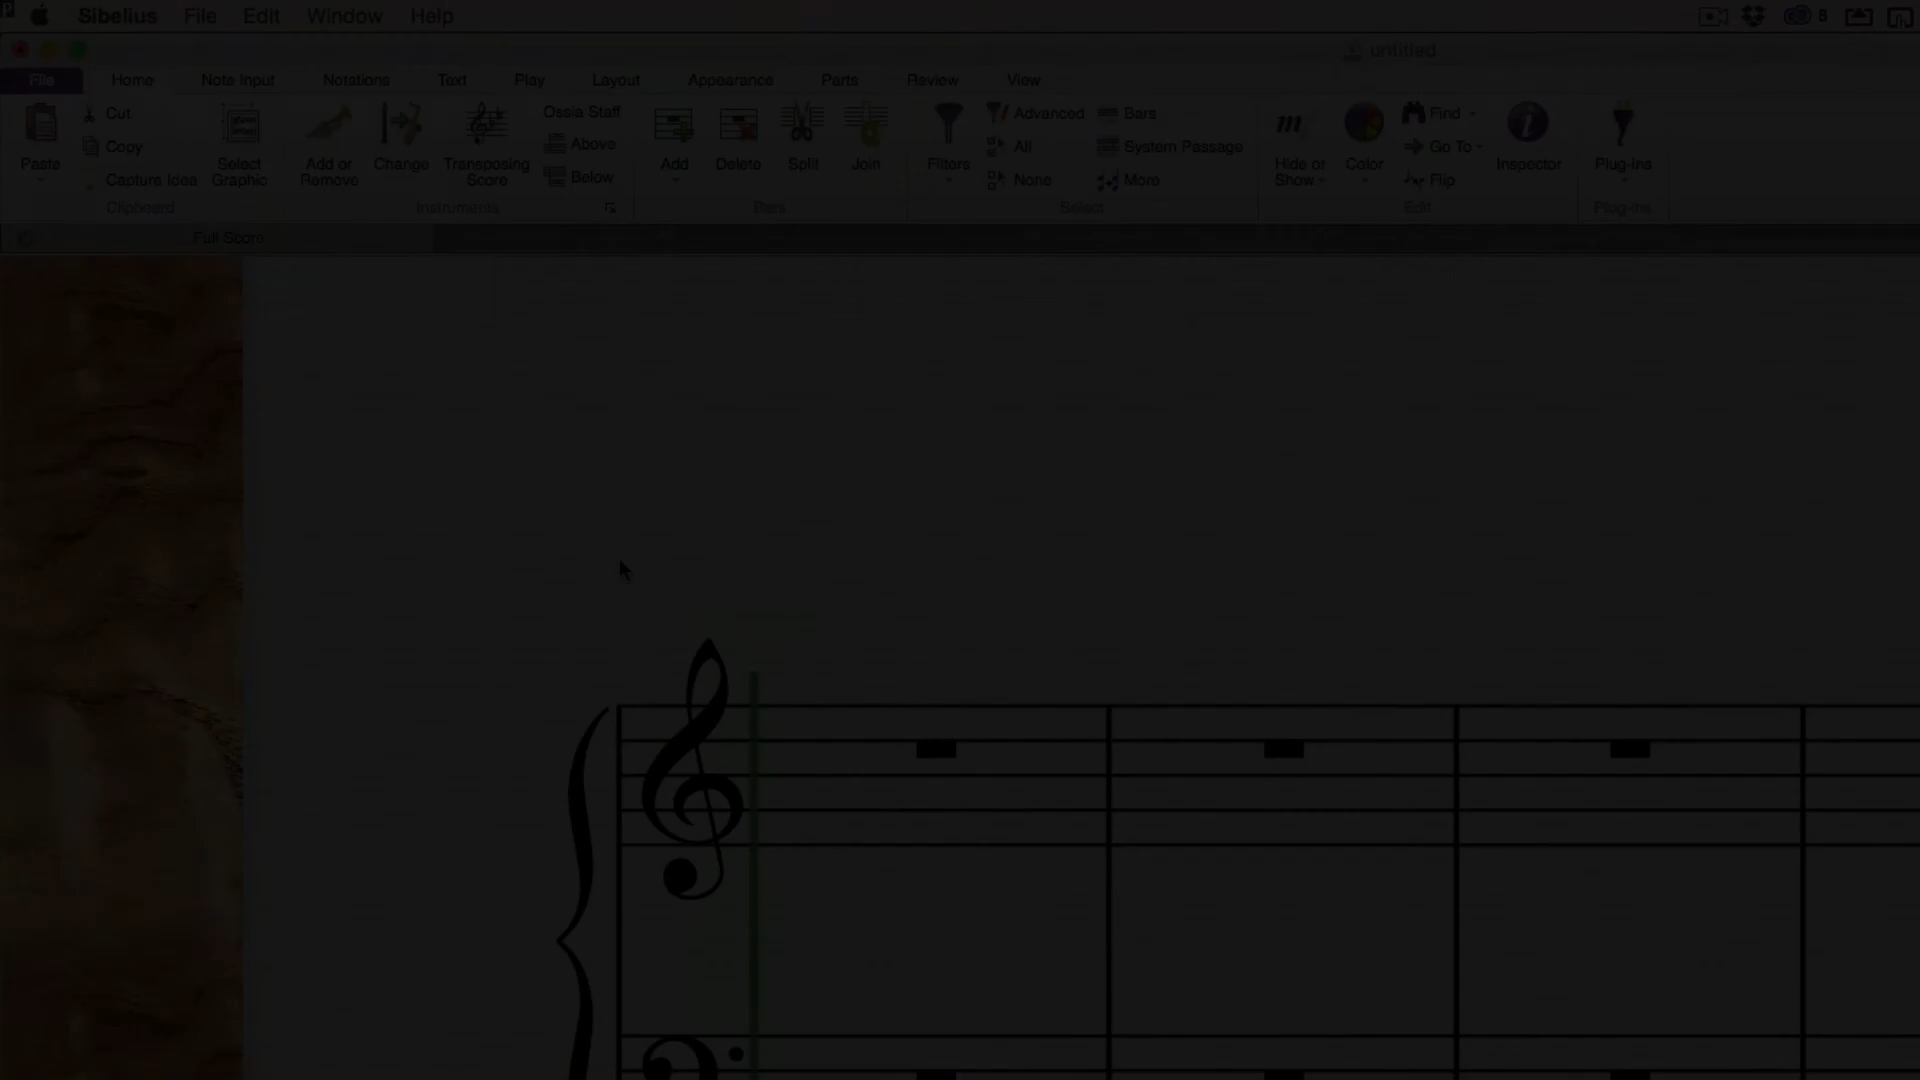 Sibelius File Edit Window Help 8
untitled
File Home Note Input Notations Text Play Layout Appearance Parts Review View
Paste Cut Copy Capture Idea Select Graphic
Add or Remove Change Transposing Score Ossia Staff Above Below
Add Delete Split Join
Filters Advanced All None Bars System Passage More
Hide or Show Color Find Go To Flip Inspector
Plug-ins
Clipboard Instruments Bars Select Edit Plug-ins
Full Score